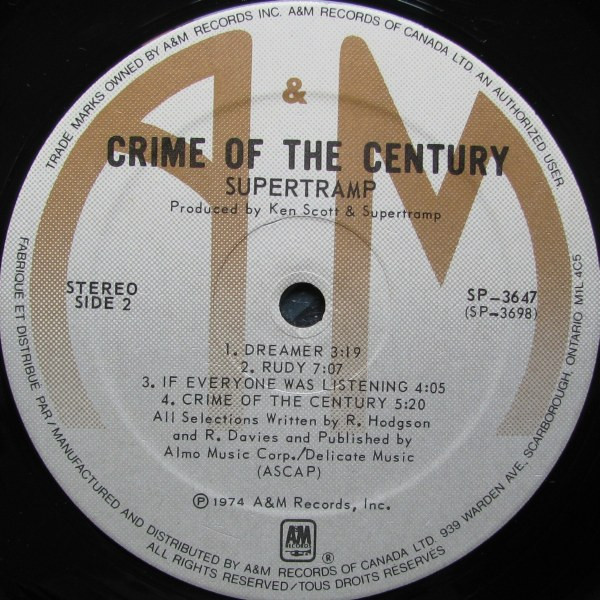 TRADE MARKS OWNED BY A&M RECORDS INC. A&M RECORDS OF CANADA LTD. AN AUTHORIZED USER
A & M
CRIME OF THE CENTURY
SUPERTRAMP
Produced by Ken Scott & Supertramp
STEREO
SIDE 2
SP-3647
(SP-3698)
1. DREAMER 3:19
2. RUDY 7:07
3. IF EVERYONE WAS LISTENING 4:05
4. CRIME OF THE CENTURY 5:20
All Selections Written by R. Hodgson
and R. Davies and Published by
Almo Music Corp./Delicate Music
(ASCAP)
℗ 1974 A&M Records, Inc.
A&M
RECORDS
®
FABRIQUÉ ET DISTRIBUÉ PAR / MANUFACTURED AND DISTRIBUTED BY A&M RECORDS OF CANADA LTD. 939 WARDEN AVE., SCARBOROUGH, ONTARIO M1L 4C5
ALL RIGHTS RESERVED / TOUS DROITS RESERVÉS